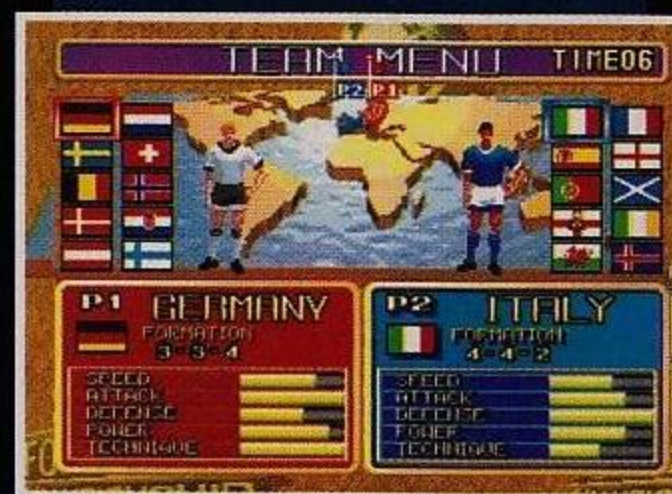 TEAM MENU TIME06
P2 P1
P1 GERMANY
FORMATION
3-3-4
SPEED
ATTACK
DEFENSE
POWER
TECHNIQUE
P2 ITALY
FORMATION
4-4-2
SPEED
ATTACK
DEFENSE
POWER
TECHNIQUE